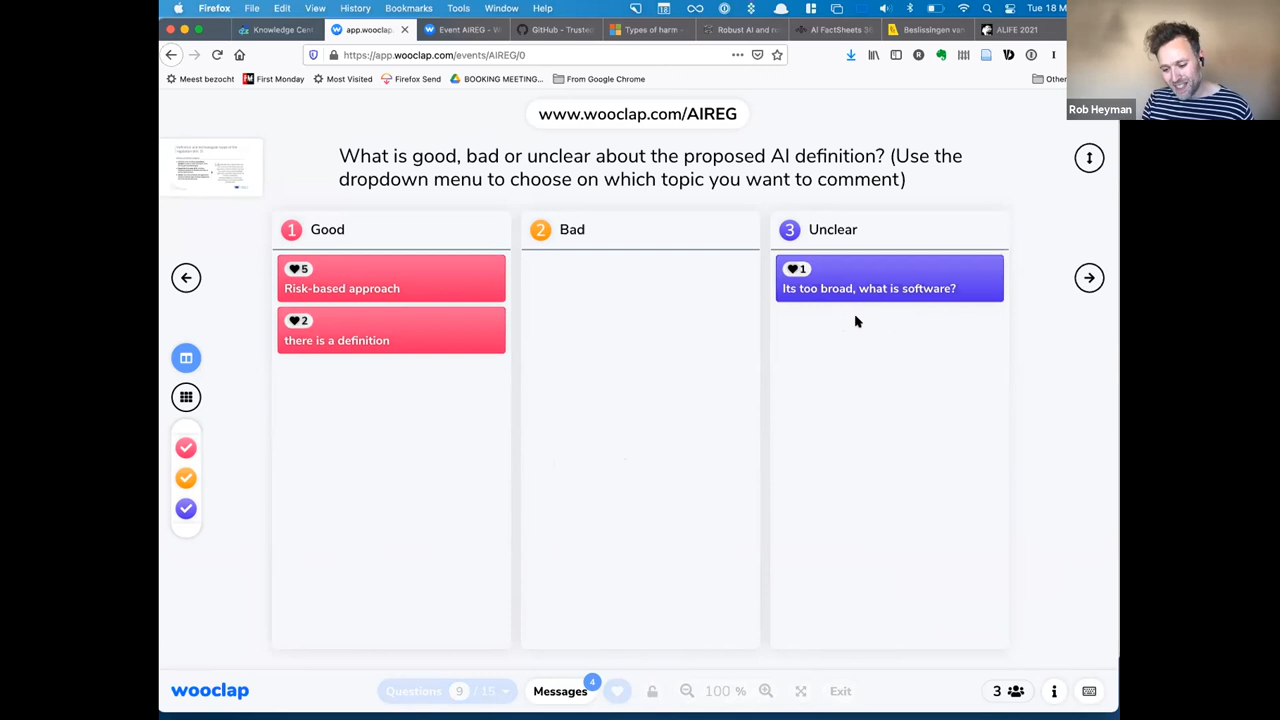 Firefox File Edit View History Bookmarks Tools Window Help 18 Tue 18 M
Knowledge Cent app.wooclap. Event AIREG - W GitHub - Truste Types of harm - Robust AI and ro AI FactSheets 36 Beslissingen van ALIFE 2021
https://app.wooclap.com/events/AIREG/0
Meest bezocht First Monday Most Visited Firefox Send BOOKING MEETING... From Google Chrome Othe
Rob Heyman
www.wooclap.com/AIREG
What is good, bad or unclear about the proposed AI definition? (Use the
dropdown menu to choose on which topic you want to comment)
1 Good
5
Risk-based approach
2
there is a definition
2 Bad
3 Unclear
1
Its too broad, what is software?
wooclap Questions 9 / 15 Messages 4 100 % Exit 3